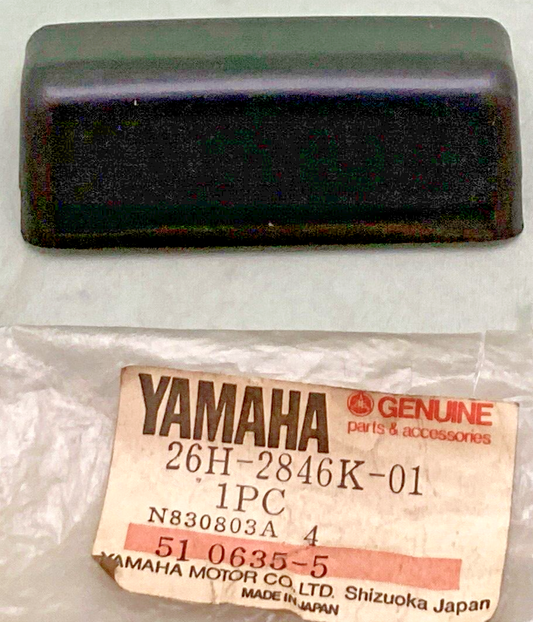 YAMAHA GENUINE
parts & accessories
26H-2846K-01
1PC
N830803A 4
51 0635-5
YAMAHA MOTOR CO., LTD. Shizuoka Japan
MADE IN JAPAN